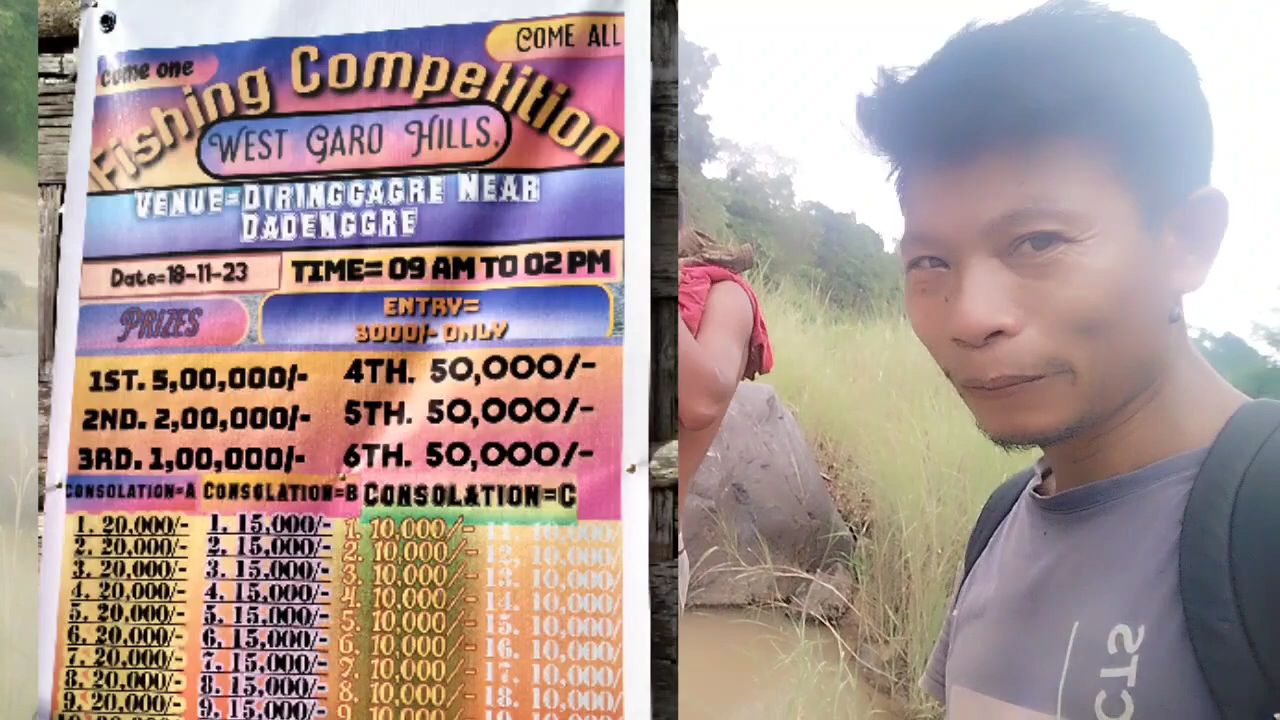 come one
COME ALL
Fishing Competition
WEST GARO HILLS.
VENUE=DIRINGGAGRE NEAR
DADENGGRE
Date=18-11-23
TIME= 09 AM TO 02 PM
PRIZES
ENTRY=
3000/- ONLY
1ST. 5,00,000/-
2ND. 2,00,000/-
3RD. 1,00,000/-
4TH. 50,000/-
5TH. 50,000/-
6TH. 50,000/-
CONSOLATION=A
1. 20,000/-
2. 20,000/-
3. 20,000/-
4. 20,000/-
5. 20,000/-
6. 20,000/-
7. 20,000/-
8. 20,000/-
9. 20,000/-
CONSOLATION=B
1. 15,000/-
2. 15,000/-
3. 15,000/-
4. 15,000/-
5. 15,000/-
6. 15,000/-
7. 15,000/-
8. 15,000/-
9. 15,000/-
CONSOLATION=C
1. 10,000/-
2. 10,000/-
3. 10,000/-
4. 10,000/-
5. 10,000/-
6. 10,000/-
7. 10,000/-
8. 10,000/-
9. 10,000/-
11. 10,000/
12. 10,000/
13. 10,000/
14. 10,000/
15. 10,000/
16. 10,000/
17. 10,000/
18. 10,000/